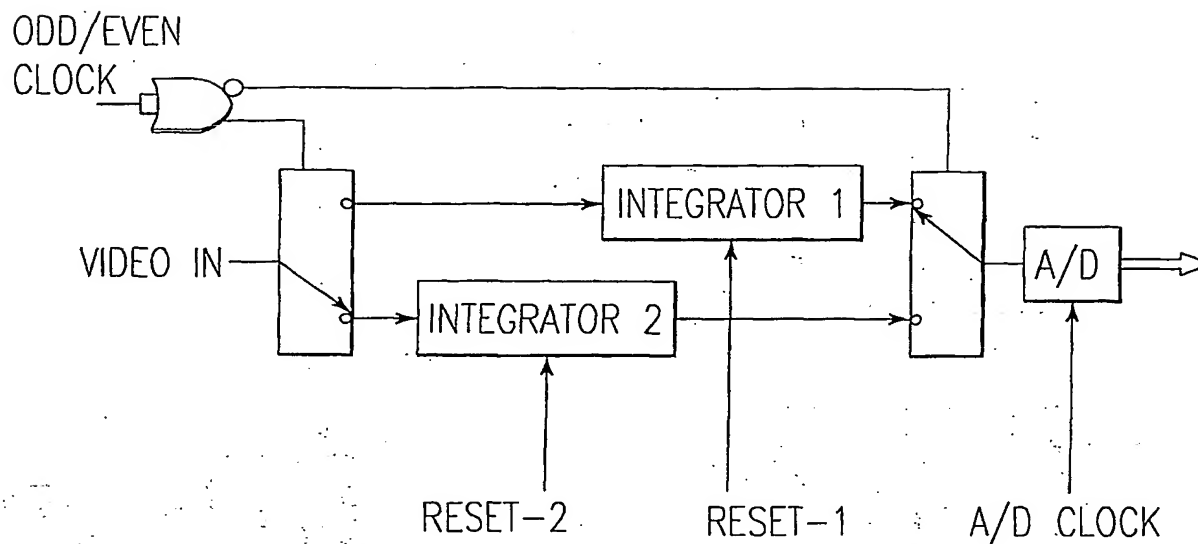 ODD/EVEN
CLOCK
VIDEO IN
INTEGRATOR 1
INTEGRATOR 2
A/D
RESET-2
RESET-1
A/D CLOCK